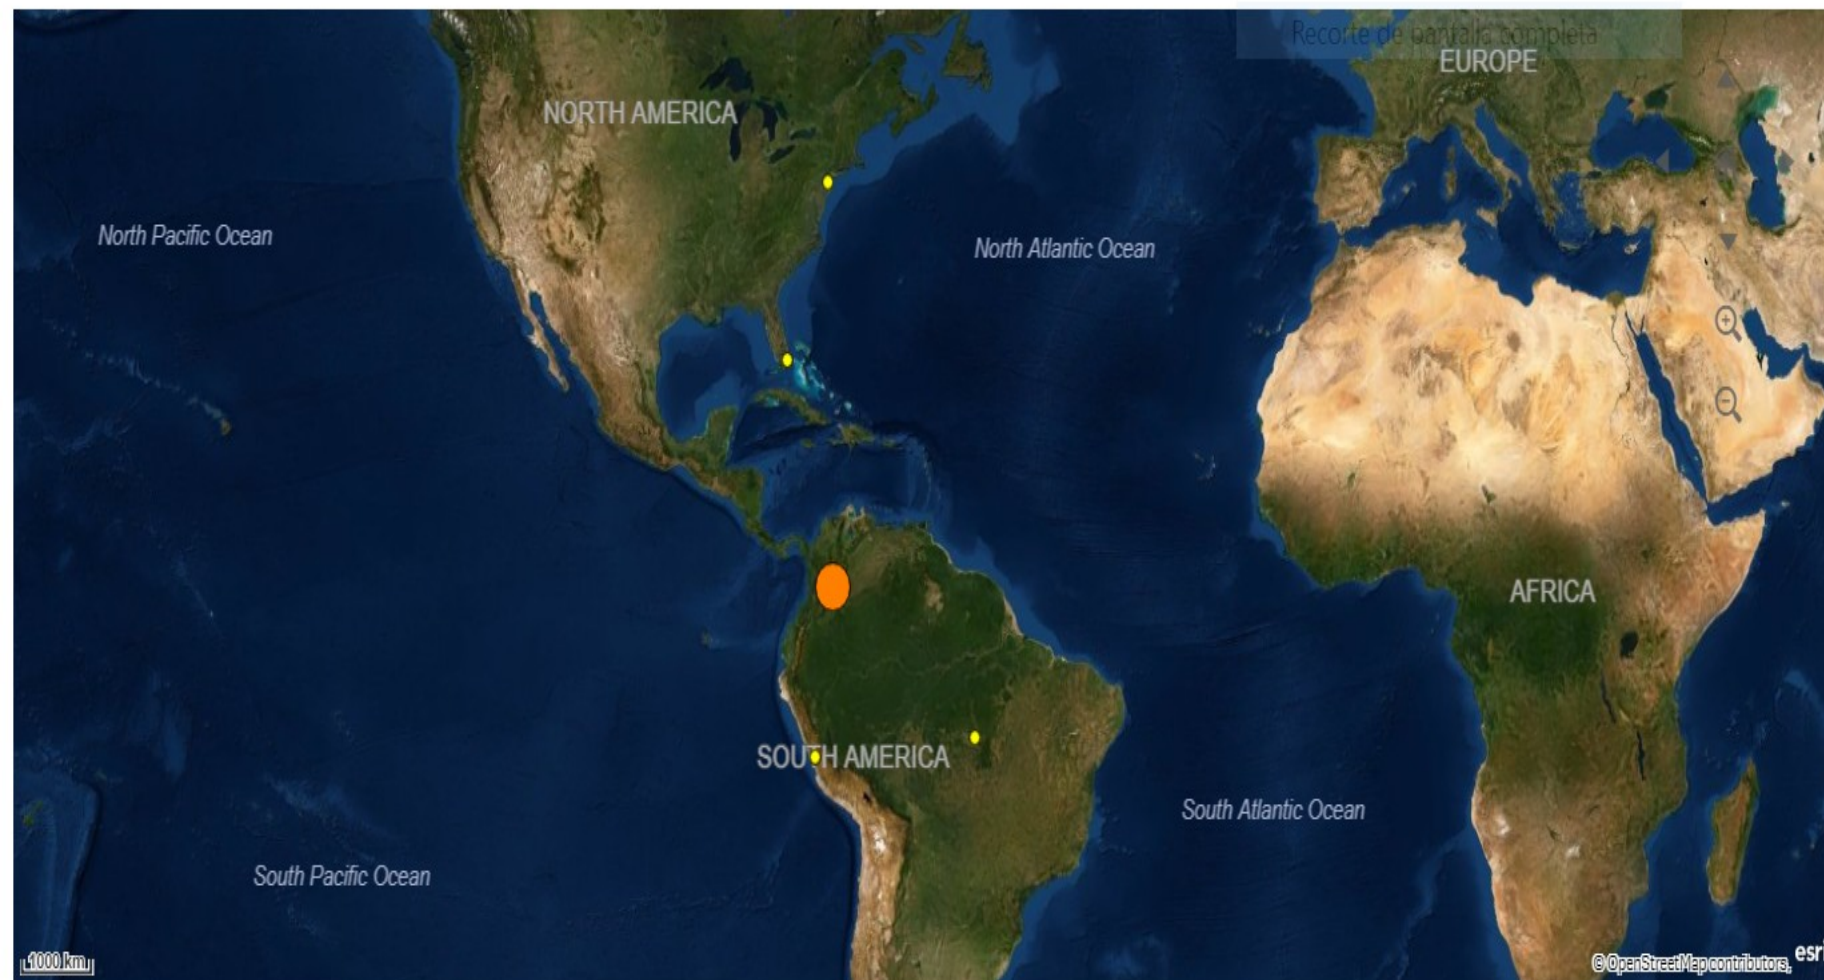 Recorte de pantalla completa
EUROPE
NORTH AMERICA
North Pacific Ocean
North Atlantic Ocean
AFRICA
SOUTH AMERICA
South Atlantic Ocean
South Pacific Ocean
1000 km
© OpenStreetMap contributors,
esri